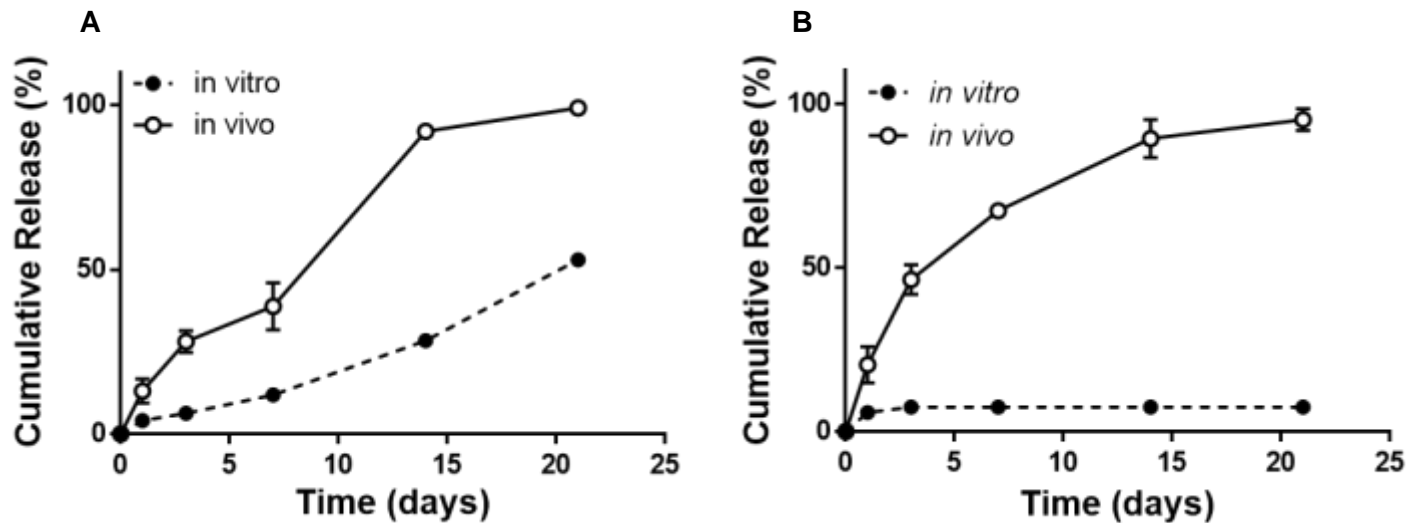 A
Cumulative Release (%)
in vitro
in vivo
100
50
0
0 5 10 15 20 25
Time (days)
B
Cumulative Release (%)
in vitro
in vivo
100
50
0
0 5 10 15 20 25
Time (days)